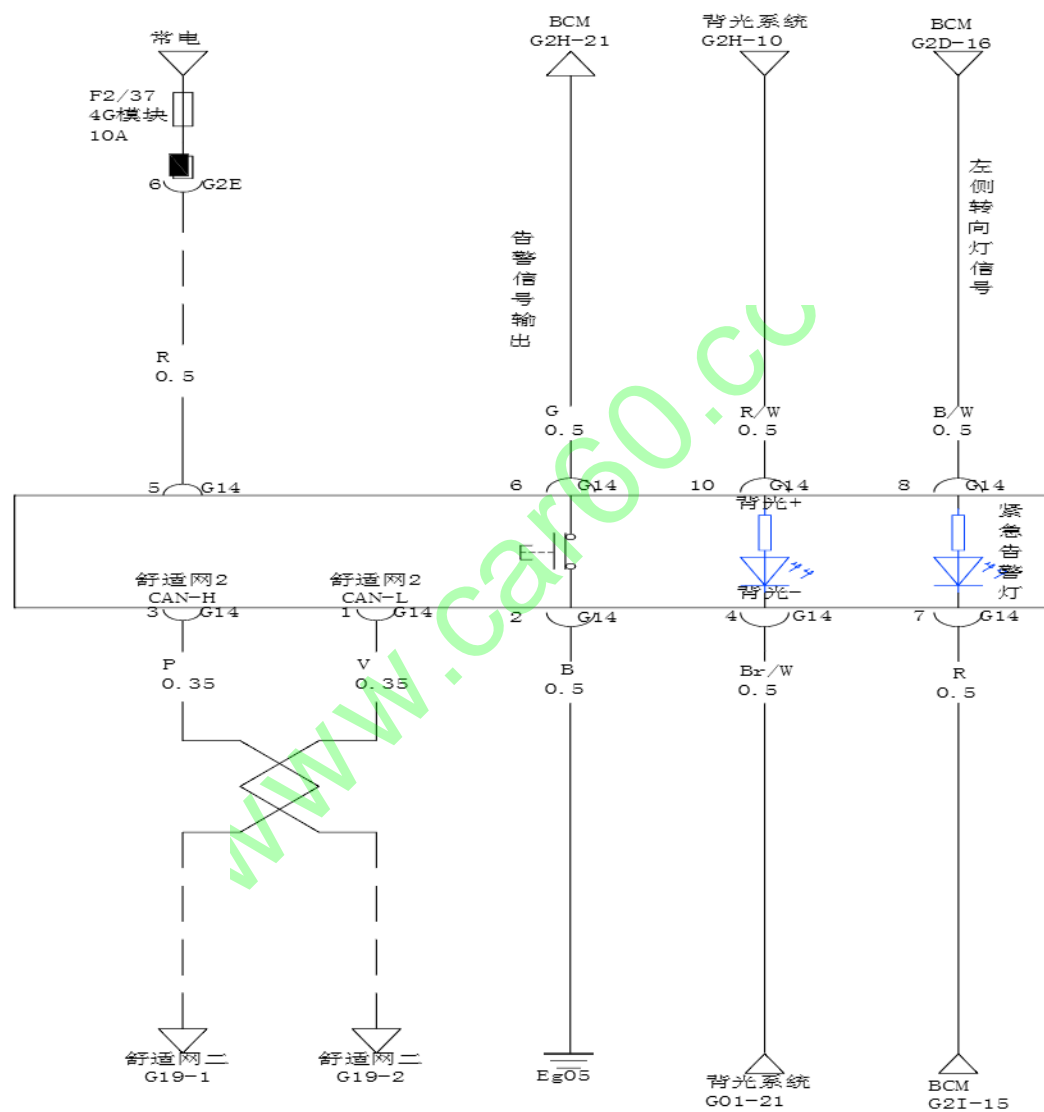 常电
F2/37
4G模块
10A
6 G2E
R
0.5
5 G14
BCM
G2H-21
告警信号输出
G
0.5
6 G14
背光系统
G2H-10
R/W
0.5
10 G14
背光+
BCM
G2D-16
左侧转向灯信号
B/W
0.5
8 G14
紧急告警灯
E
舒适网2
CAN-H
3 G14
舒适网2
CAN-L
1 G14
2 G14
背光-
4 G14
7 G14
P
0.35
V
0.35
B
0.5
Br/W
0.5
R
0.5
舒适网二
G19-1
舒适网二
G19-2
Eg05
背光系统
G01-21
BCM
G2I-15
www.car60.co